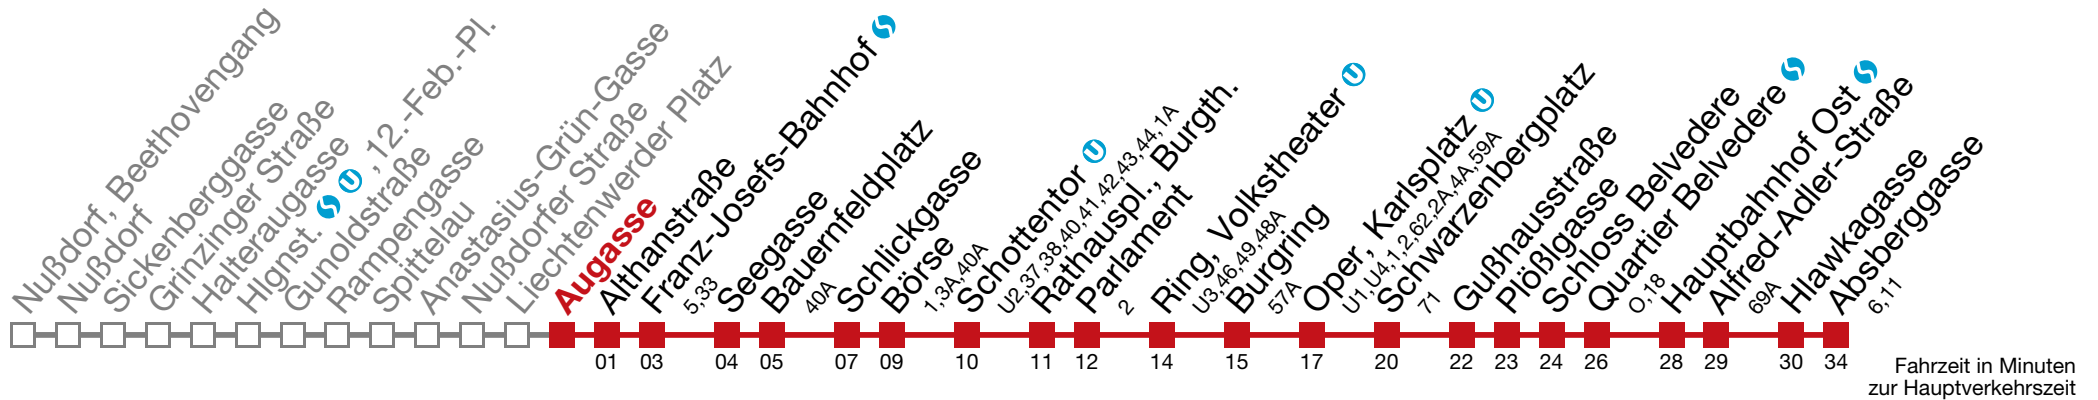 Nußdorf, Beethovengang
Nußdorf
Sickenberggasse
Grinzinger Straße
Halteraugasse
Hlgnst. S U , 12.-Feb.-Pl.
Gunoldstraße
Rampengasse
Spittelau
Anastasius-Grün-Gasse
Nußdorfer Straße
Liechtenwerder Platz
Augasse
Althanstraße
01
Franz-Josefs-Bahnhof S
5,33
03
Seegasse
04
Bauernfeldplatz
40A
05
Schlickgasse
07
Börse
1,3A,40A
09
Schottentor U
U2,37,38,40,41,42,43,44,1A
10
Rathauspl., Burgth.
11
Parlament
2
12
Ring, Volkstheater U
U3,46,49,48A
14
Burgring
57A
15
Oper, Karlsplatz U
U1,U4,1,2,62,2A,4A,59A
17
Schwarzenbergplatz
71
20
Gußhausstraße
22
Plößlgasse
23
Schloss Belvedere
24
Quartier Belvedere S
O,18
26
Hauptbahnhof Ost S
28
Alfred-Adler-Straße
69A
29
Hlawkagasse
30
Absberggasse
6,11
34
Fahrzeit in Minuten
zur Hauptverkehrszeit